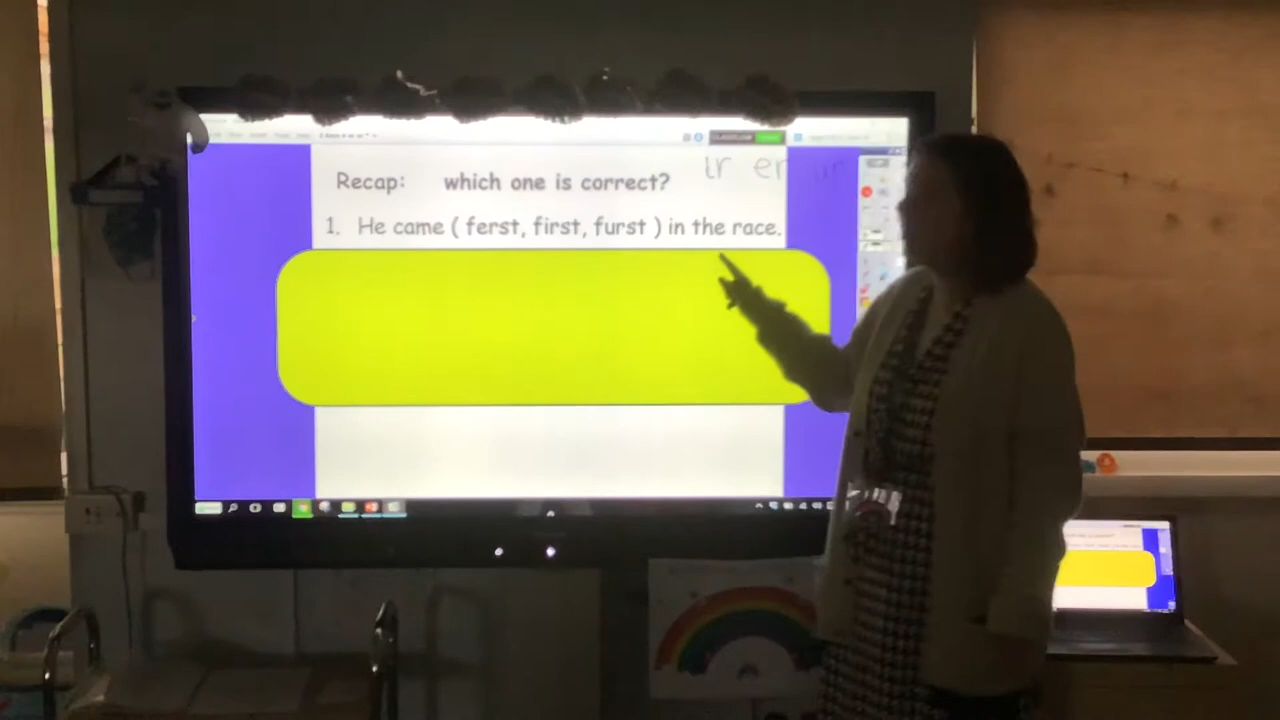 ir er ur
Recap: which one is correct?
1. He came ( ferst, first, furst ) in the race.